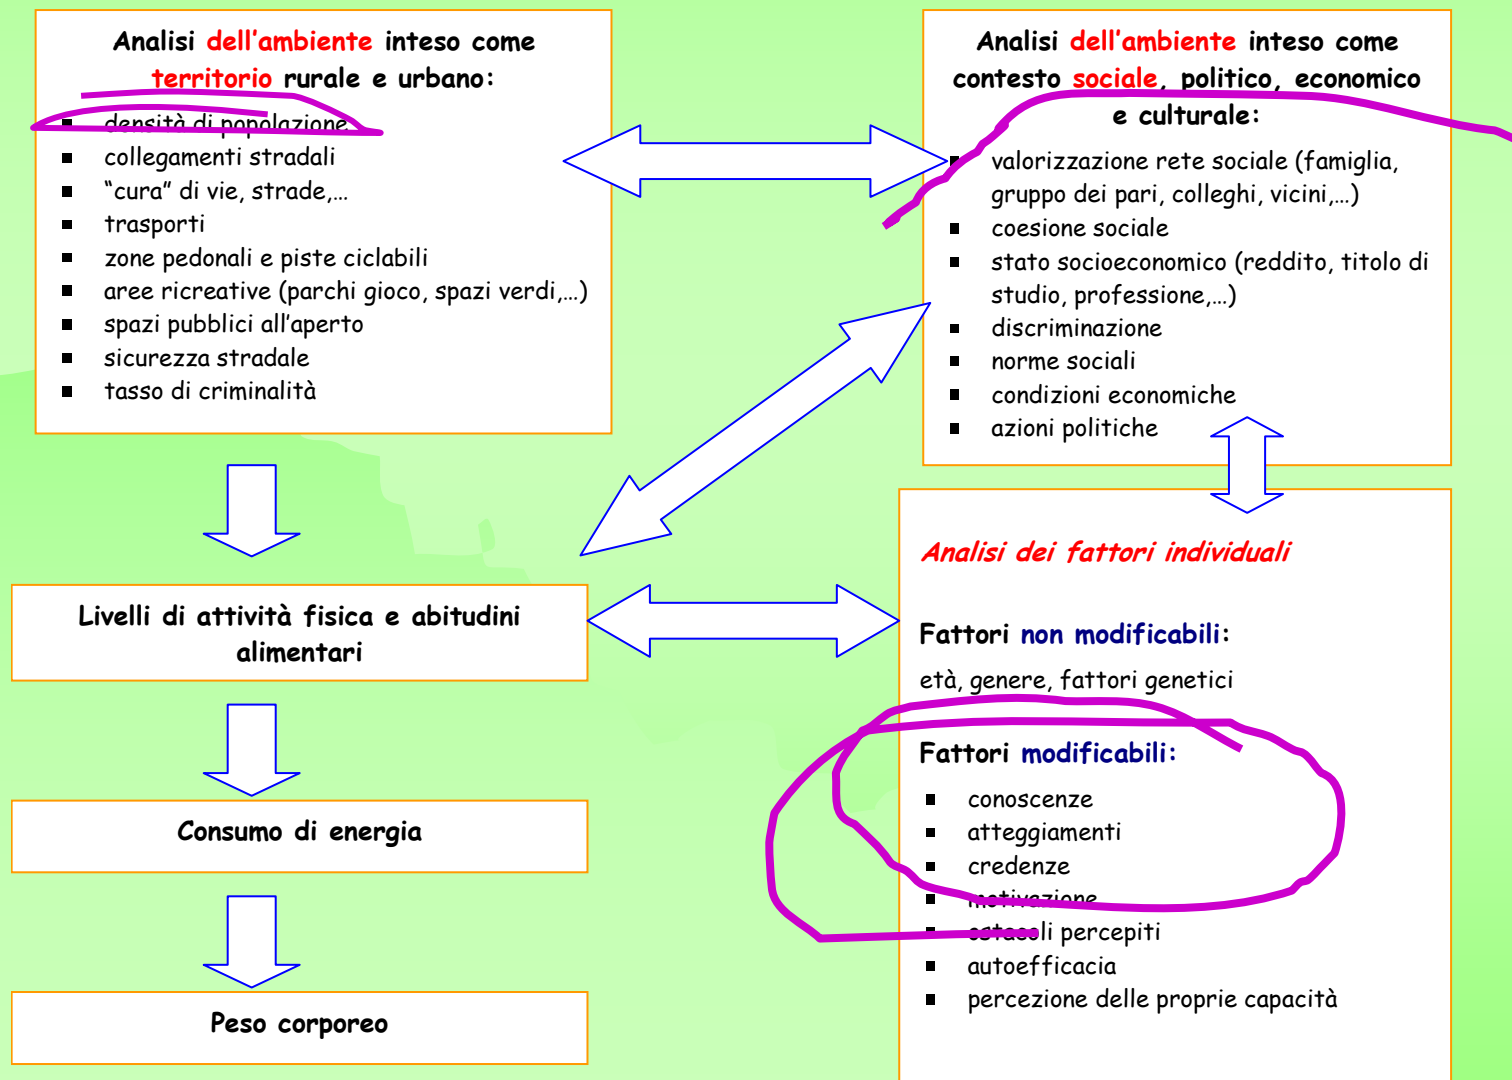 Analisi dell'ambiente inteso come
territorio rurale e urbano:
densità di popolazione
collegamenti stradali
“cura” di vie, strade,…
trasporti
zone pedonali e piste ciclabili
aree ricreative (parchi gioco, spazi verdi,…)
spazi pubblici all'aperto
sicurezza stradale
tasso di criminalità
Analisi dell'ambiente inteso come
contesto sociale, politico, economico
e culturale:
valorizzazione rete sociale (famiglia,
gruppo dei pari, colleghi, vicini,…)
coesione sociale
stato socioeconomico (reddito, titolo di
studio, professione,…)
discriminazione
norme sociali
condizioni economiche
azioni politiche
Livelli di attività fisica e abitudini
alimentari
Consumo di energia
Peso corporeo
Analisi dei fattori individuali
Fattori non modificabili:
età, genere, fattori genetici
Fattori modificabili:
conoscenze
atteggiamenti
credenze
motivazione
ostacoli percepiti
autoefficacia
percezione delle proprie capacità